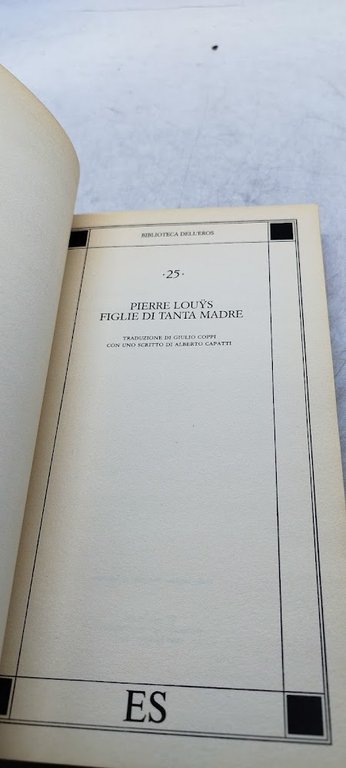 BIBLIOTECA DELL'EROS
·25·
PIERRE LOUŸS
FIGLIE DI TANTA MADRE
TRADUZIONE DI GIULIO COPPI
CON UNO SCRITTO DI ALBERTO CAPATTI
ES